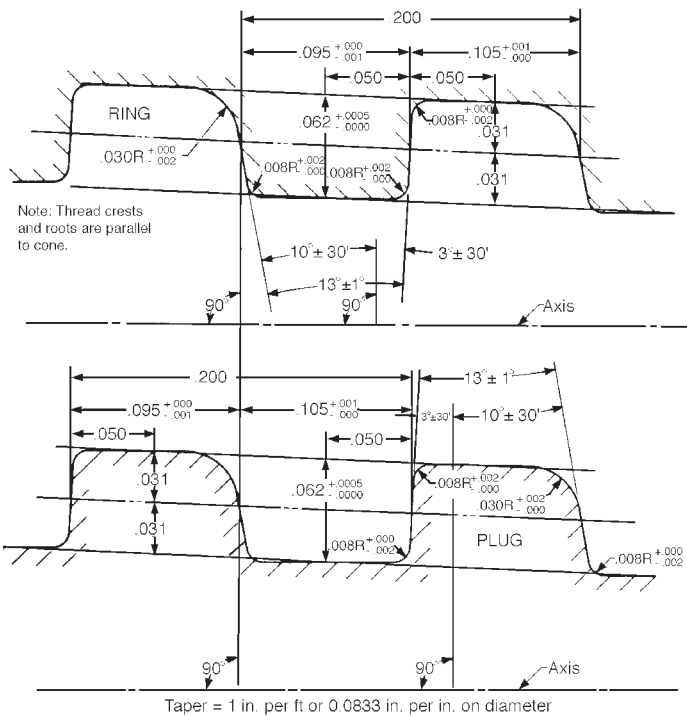 .200
.095 +.000 -.001
.105 +.001 -.000
.050
.050
RING
.062 +.0005 -.0000
.008R +.000 -.002
.031
.030R +.000 -.002
.008R +.002 -.000
.008R +.002 -.000
.031
Note: Thread crests
and roots are parallel
to cone.
10° ± 30'
3° ± 30'
13° ± 1°
90°
90°
Axis
.200
13° ± 1°
.095 +.000 -.001
.105 +.001 -.000
3° ± 30'
10° ± 30'
.050
.050
.031
.062 +.0005 -.0000
.008R +.002 -.000
.030R +.002 -.000
.031
.008R +.000 -.002
PLUG
.008R +.000 -.002
90°
90°
Axis
Taper = 1 in. per ft or 0.0833 in. per in. on diameter